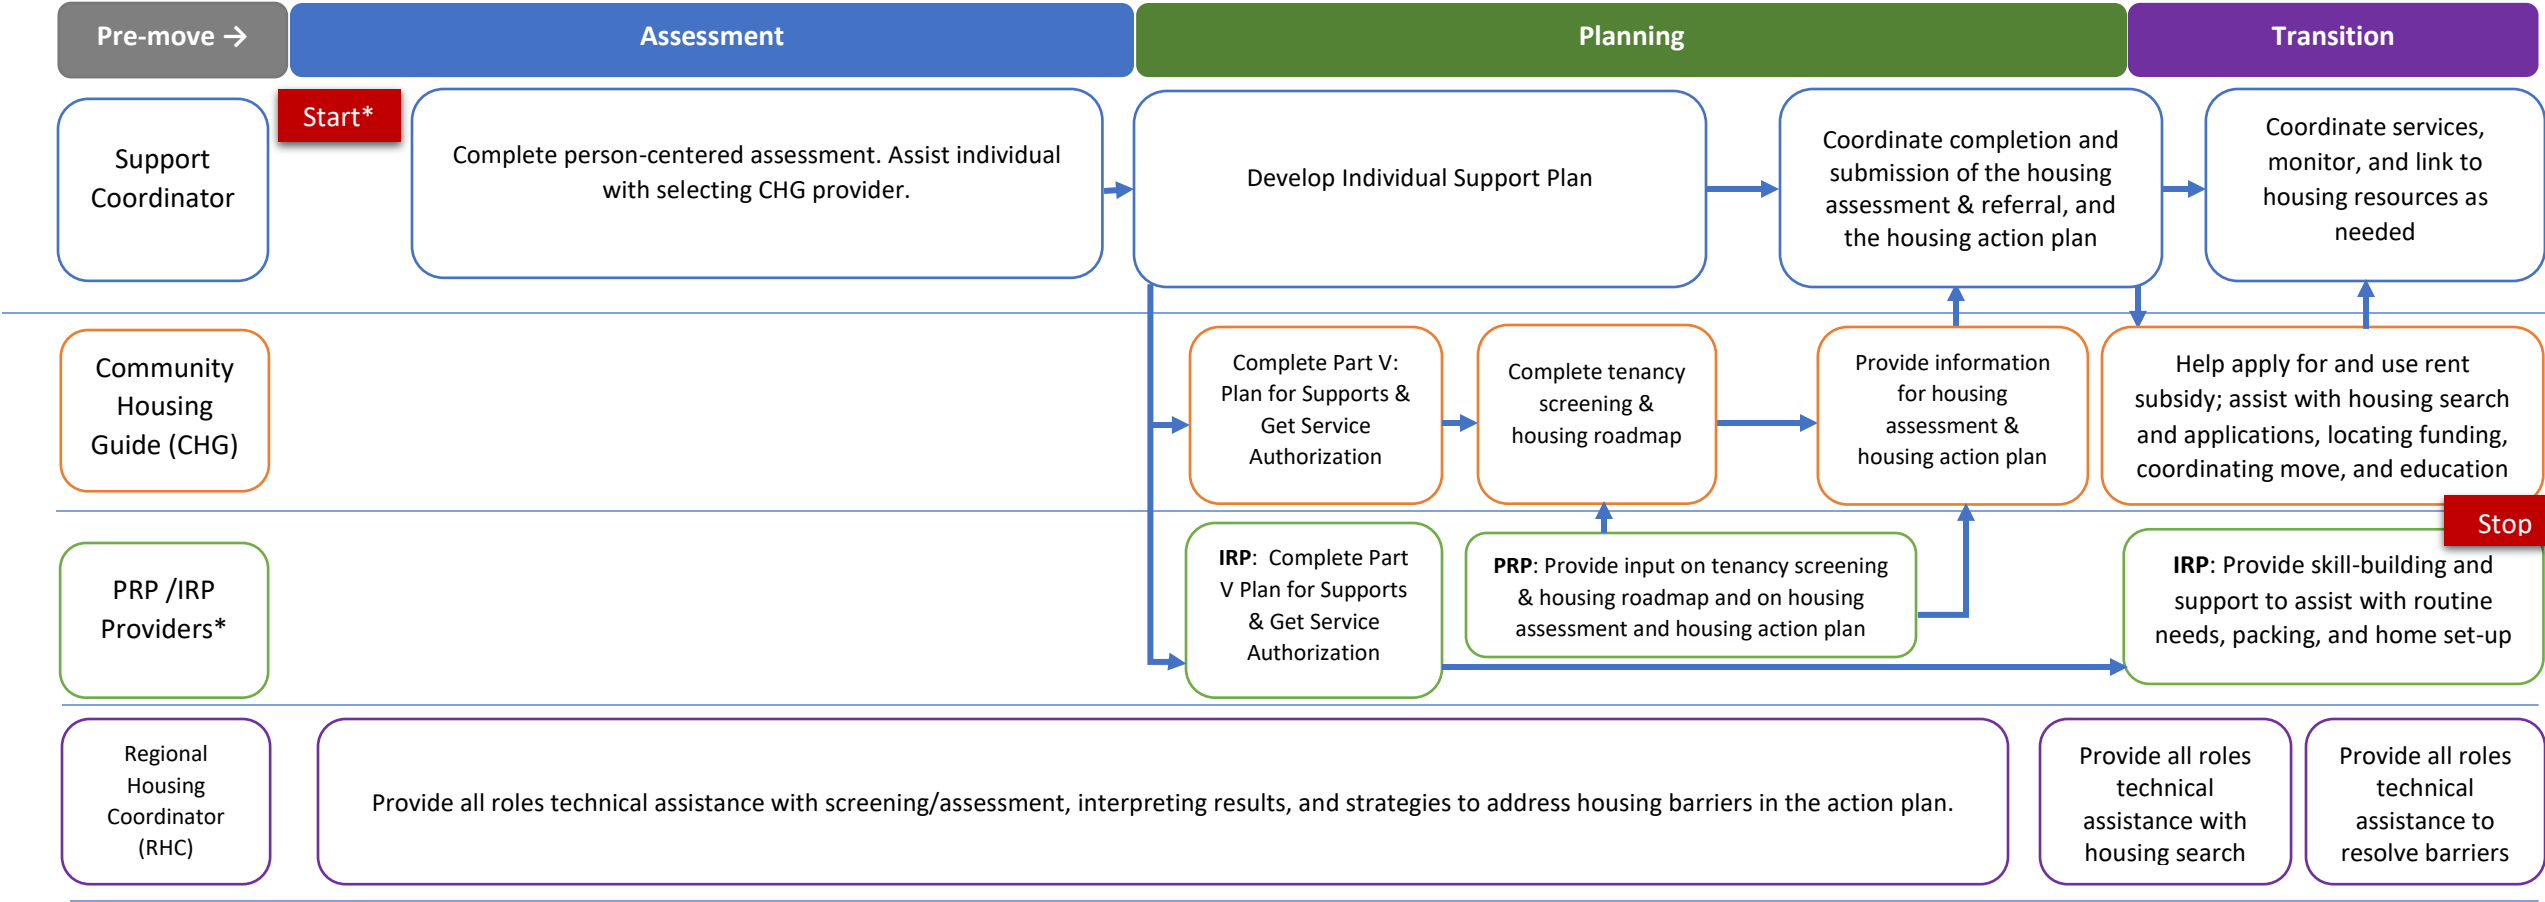 Pre-move →
Assessment
Planning
Transition
Support
Coordinator
Start*
Complete person-centered assessment. Assist individual
with selecting CHG provider.
Develop Individual Support Plan
Coordinate completion and
submission of the housing
assessment & referral, and
the housing action plan
Coordinate services,
monitor, and link to
housing resources as
needed
Community
Housing
Guide (CHG)
Complete Part V:
Plan for Supports &
Get Service
Authorization
Complete tenancy
screening &
housing roadmap
Provide information
for housing
assessment &
housing action plan
Help apply for and use rent
subsidy; assist with housing search
and applications, locating funding,
coordinating move, and education
Stop
PRP /IRP
Providers*
IRP:  Complete Part
V Plan for Supports
& Get Service
Authorization
PRP: Provide input on tenancy screening
& housing roadmap and on housing
assessment and housing action plan
IRP: Provide skill-building and
support to assist with routine
needs, packing, and home set-up
Regional
Housing
Coordinator
(RHC)
Provide all roles technical assistance with screening/assessment, interpreting results, and strategies to address housing barriers in the action plan.
Provide all roles
technical
assistance with
housing search
Provide all roles
technical
assistance to
resolve barriers